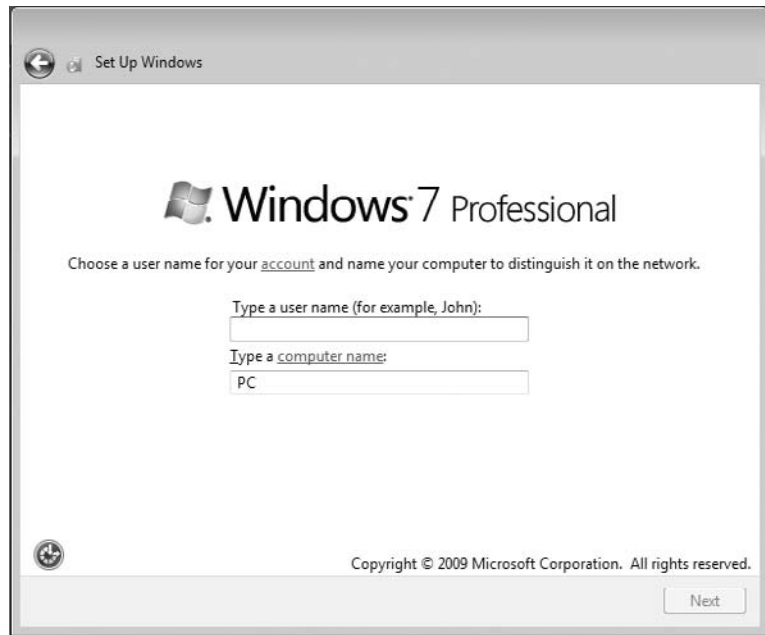 Set Up Windows
Windows 7 Professional
Choose a user name for your account and name your computer to distinguish it on the network.
Type a user name (for example, John):
Type a computer name:
PC
Copyright © 2009 Microsoft Corporation. All rights reserved.
Next